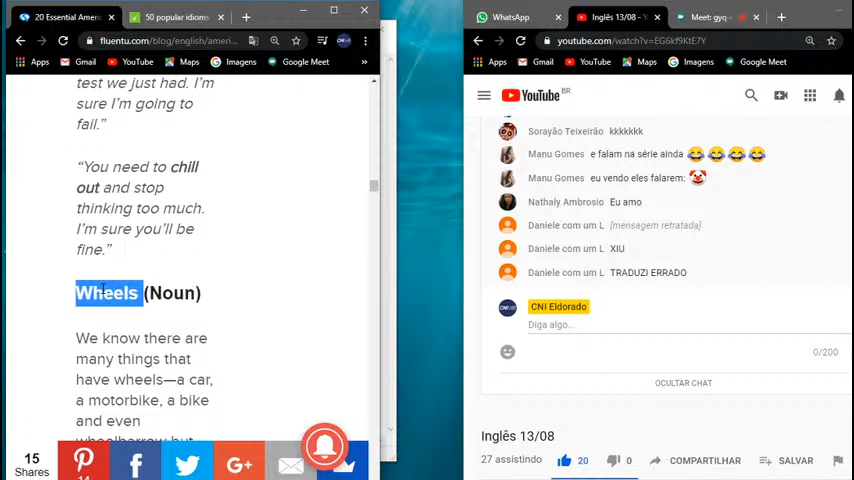 20 Essential Ameri
50 popular idioms
fluentu.com/blog/english/ameri...
Apps
Gmail
YouTube
Maps
Imagens
Google Meet
test we just had. I'm
sure I'm going to
fail."
"You need to chill
out and stop
thinking too much.
I'm sure you'll be
fine."
Wheels (Noun)
We know there are
many things that
have wheels—a car,
a motorbike, a bike
and even
wheelbarrow but
15
Shares
14
WhatsApp
Inglês 13/08 -
Meet: gyq-
youtube.com/watch?v=EG6kf9KtE7Y
Apps
Gmail
YouTube
Maps
Imagens
Google Meet
YouTube BR
Sorayão Teixeirão kkkkkkk
Manu Gomes e falam na série ainda
Manu Gomes eu vendo eles falarem:
Nathaly Ambrosio Eu amo
Daniele com um L [mensagem retratada]
Daniele com um L XIU
Daniele com um L TRADUZI ERRADO
CNI Eldorado
Diga algo...
0/200
OCULTAR CHAT
Inglês 13/08
27 assistindo 20 0 COMPARTILHAR SALVAR